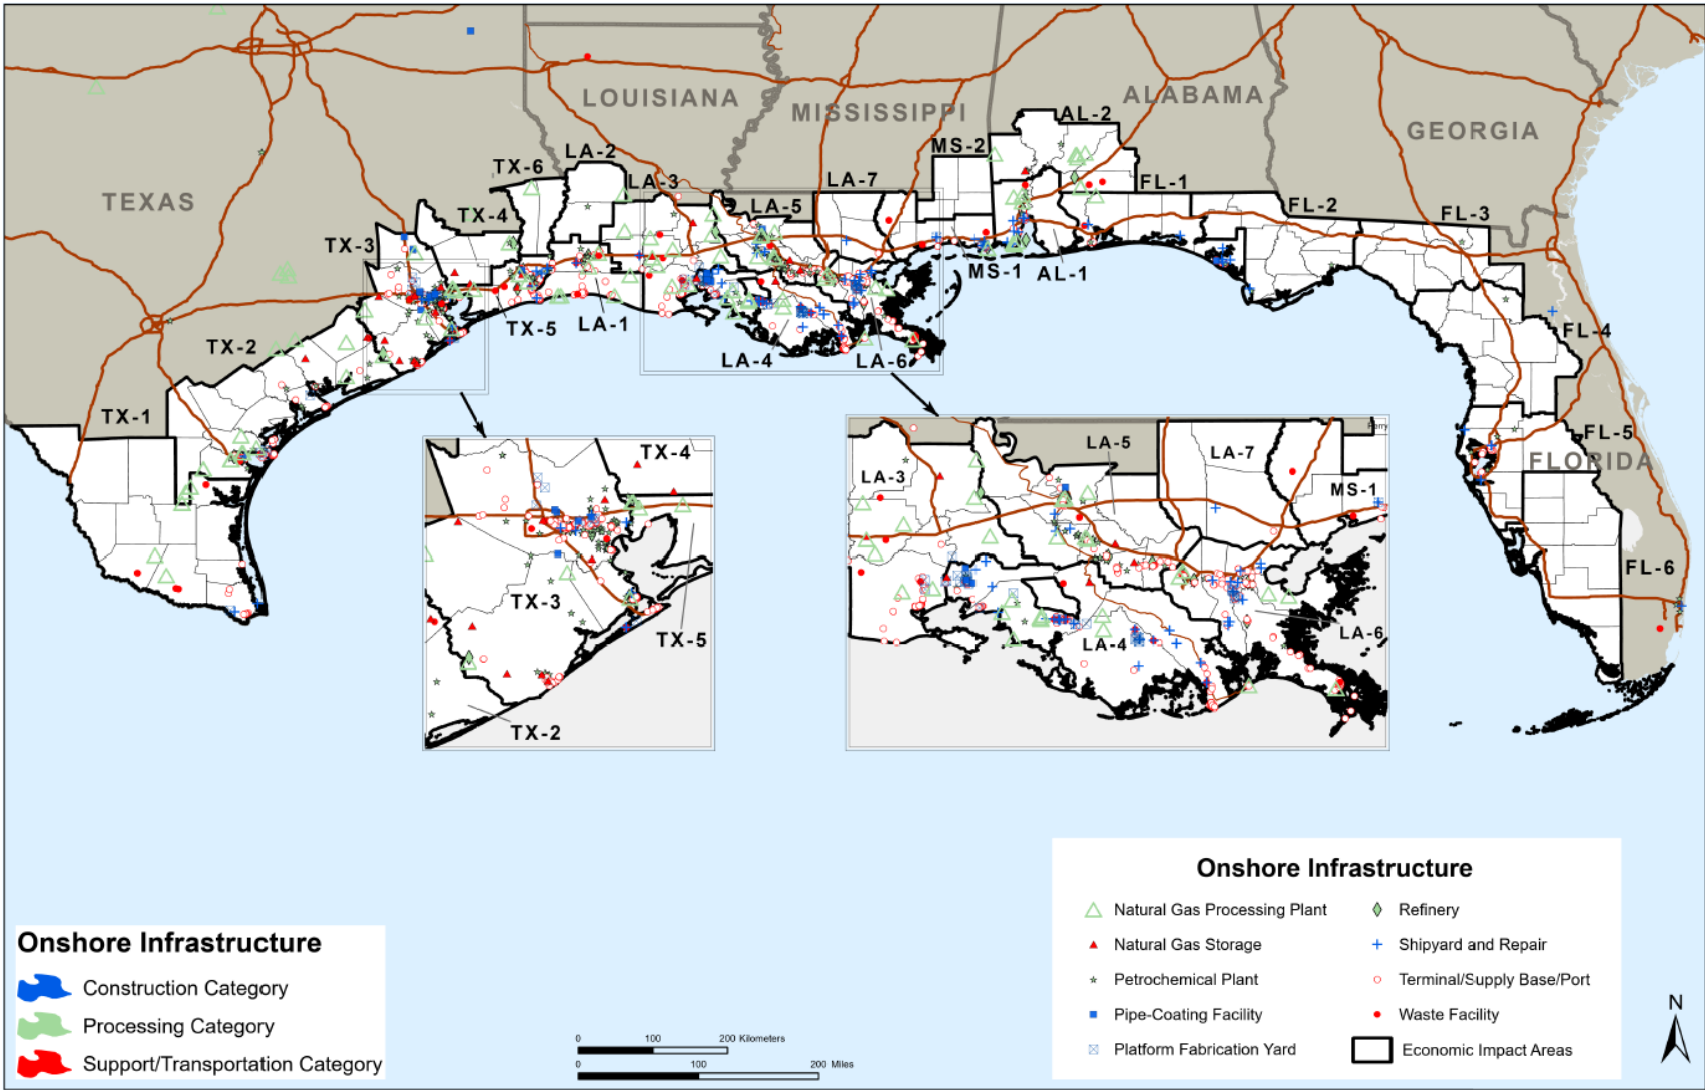 LOUISIANA
MISSISSIPPI
ALABAMA
GEORGIA
TEXAS
FLORIDA
AL-2
MS-2
LA-2
TX-6
LA-3
LA-7
FL-1
LA-5
FL-2
FL-3
TX-4
TX-3
MS-1
AL-1
TX-5
LA-1
FL-4
TX-2
LA-4
LA-6
TX-1
FL-5
FL-6
TX-4
TX-3
TX-5
TX-2
LA-5
LA-7
LA-3
MS-1
LA-6
LA-4
Onshore Infrastructure
Natural Gas Processing Plant
Refinery
Natural Gas Storage
Shipyard and Repair
Petrochemical Plant
Terminal/Supply Base/Port
Pipe-Coating Facility
Waste Facility
Platform Fabrication Yard
Economic Impact Areas
N
Onshore Infrastructure
Construction Category
Processing Category
Support/Transportation Category
0 100 200 Kilometers
0 100 200 Miles